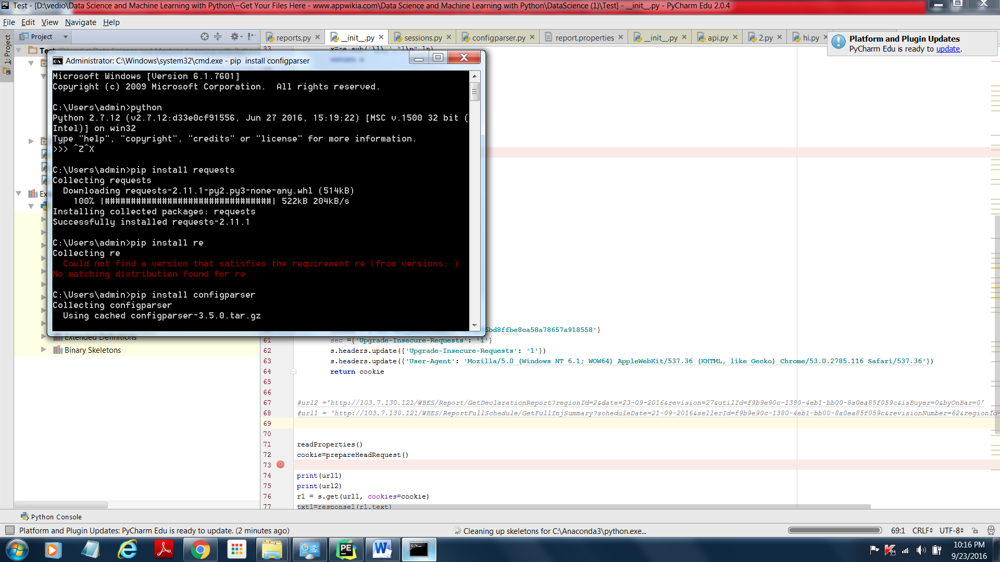 Test - [D:\vedio\Data Science and Machine Learning with Python\~Get Your Files Here - www.appwikia.com\Data Science and Machine Learning with Python\DataScience (1)\Test] - __init__.py - PyCharm Edu 2.0.4
File Edit View Navigate Help
1: Project
Project
reports.py
__init__.py
sessions.py
configparser.py
report.properties
__init__.py
api.py
2.py
hi.py
Platform and Plugin Updates
PyCharm Edu is ready to update.
Administrator: C:\Windows\system32\cmd.exe - pip  install configparser
Microsoft Windows [Version 6.1.7601]
Copyright (c) 2009 Microsoft Corporation.  All rights reserved.
C:\Users\admin>python
Python 2.7.12 (v2.7.12:d33e0cf91556, Jun 27 2016, 15:19:22) [MSC v.1500 32 bit (
Intel)] on win32
Type "help", "copyright", "credits" or "license" for more information.
>>> ^Z^X
C:\Users\admin>pip install requests
Collecting requests
Downloading requests-2.11.1-py2.py3-none-any.whl (514kB)
100% |################################| 522kB 204kB/s
Installing collected packages: requests
Successfully installed requests-2.11.1
C:\Users\admin>pip install re
Collecting re
Could not find a version that satisfies the requirement re (from versions: )
No matching distribution found for re
C:\Users\admin>pip install configparser
Collecting configparser
Using cached configparser-3.5.0.tar.gz
Extended Definitions
Binary Skeletons
bd8ffbe8ca58a78657a918558'}
61 sec ={'Upgrade-Insecure-Requests': '1'}
62 s.headers.update({'Upgrade-Insecure-Requests': '1'})
63 s.headers.update({'User-Agent': 'Mozilla/5.0 (Windows NT 6.1; WOW64) AppleWebKit/537.36 (KHTML, like Gecko) Chrome/53.0.2785.116 Safari/537.36'})
64 return cookie
65
66
67 #url2 ='http://103.7.130.121/WBES/Report/GetDeclarationReport?regionId=2&date=23-09-2016&revision=27&utilId=f9b9e90c-1380-4eb1-bb00-8a0ea85f059c&isBuyer=0&byOnBar=0'
68 #url1 = 'http://103.7.130.121/WBES/ReportFullSchedule/GetFullInjSummary?scheduleDate=21-09-2016&sellerId=f9b9e90c-1380-4eb1-bb00-8a0ea85f059c&revisionNumber=62&regionId=
69
70
71 readProperties()
72 cookie=prepareHeadRequest()
73
74 print(url1)
75 print(url2)
76 r1 = s.get(url1, cookies=cookie)
77 txt1=response1(r1.text)
Python Console
Platform and Plugin Updates: PyCharm Edu is ready to update. (2 minutes ago)
Cleaning up skeletons for C:\Anaconda3\python.exe...
69:1 CRLF UTF-8
10:16 PM
9/23/2016